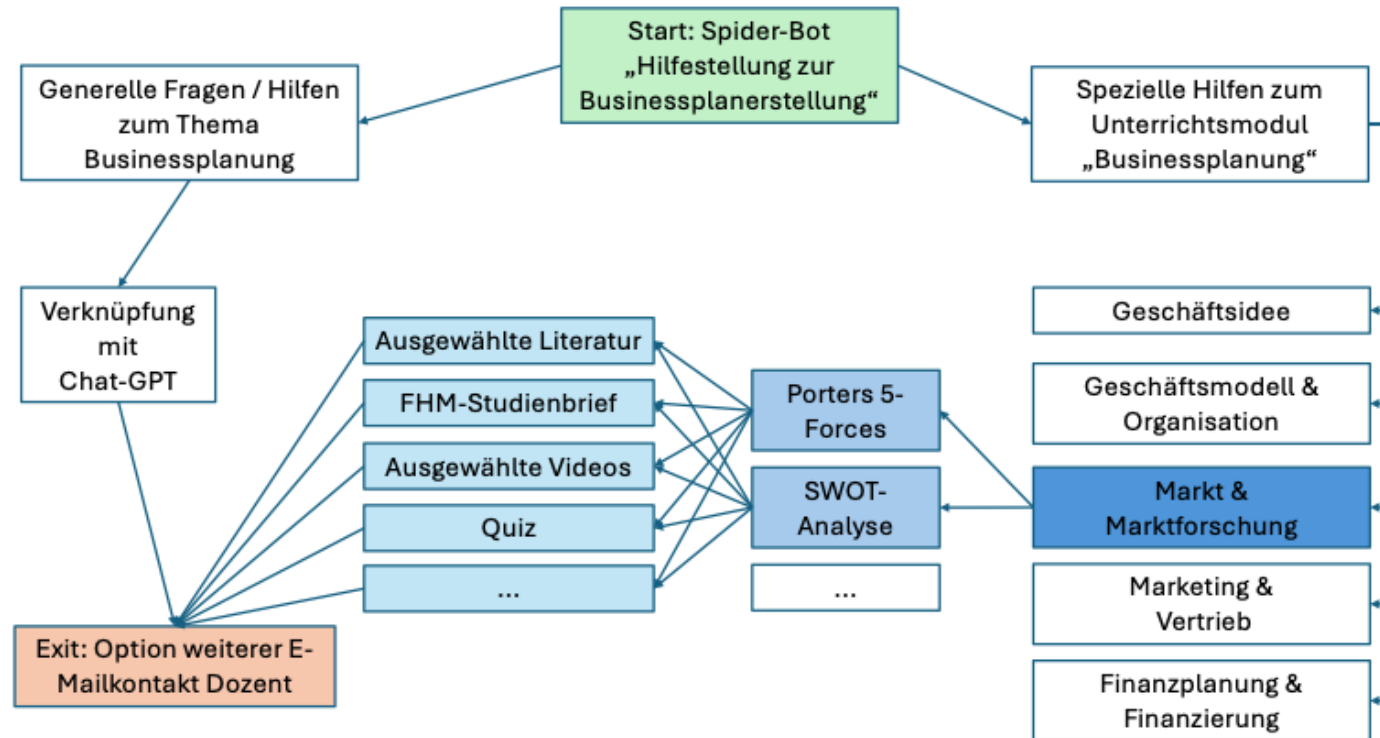 Start: Spider-Bot
„Hilfestellung zur
Businessplanerstellung“
Generelle Fragen / Hilfen
zum Thema
Businessplanung
Spezielle Hilfen zum
Unterrichtsmodul
„Businessplanung“
Verknüpfung
mit
Chat-GPT
Ausgewählte Literatur
FHM-Studienbrief
Ausgewählte Videos
Quiz
...
Porters 5-
Forces
SWOT-
Analyse
...
Geschäftsidee
Geschäftsmodell &
Organisation
Markt &
Marktforschung
Marketing &
Vertrieb
Finanzplanung &
Finanzierung
Exit: Option weiterer E-
Mailkontakt Dozent